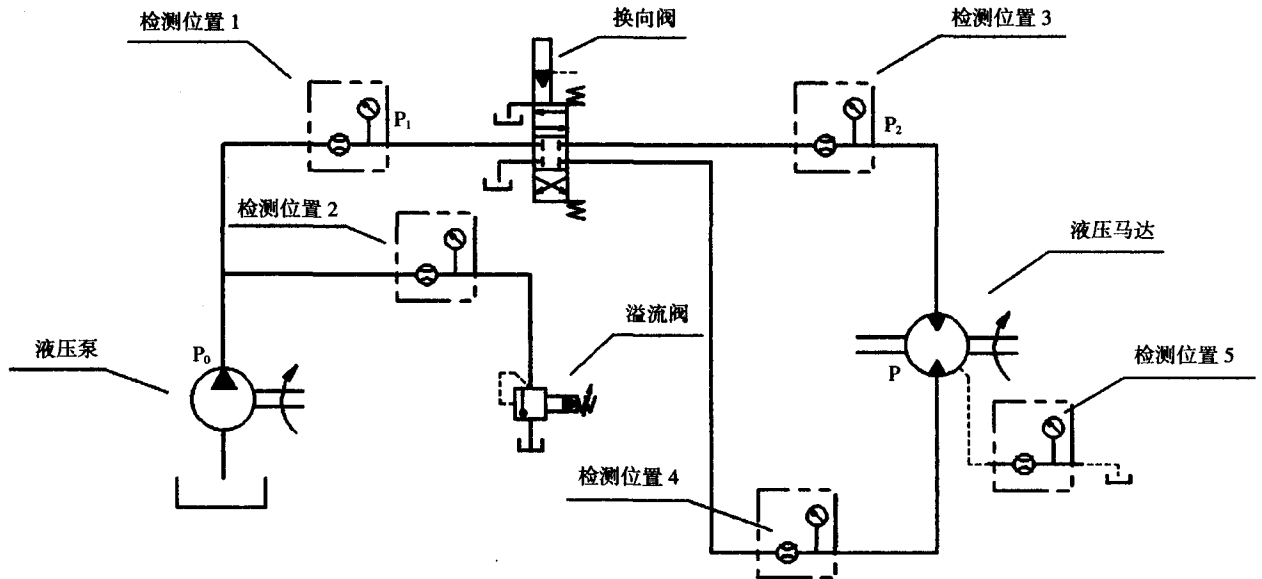 检测位置 1
换向阀
检测位置 3
P₁
P₂
检测位置 2
液压马达
溢流阀
液压泵
P₀
检测位置 5
P
检测位置 4